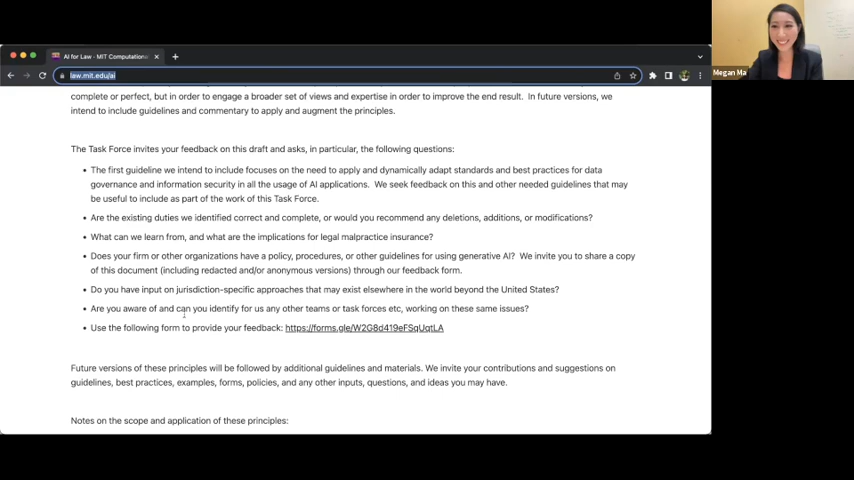 AI for Law - MIT Computationa
law.mit.edu/ai
Megan Ma
complete or perfect, but in order to engage a broader set of views and expertise in order to improve the end result. In future versions, we
intend to include guidelines and commentary to apply and augment the principles.
The Task Force invites your feedback on this draft and asks, in particular, the following questions:
• The first guideline we intend to include focuses on the need to apply and dynamically adapt standards and best practices for data
governance and information security in all the usage of AI applications. We seek feedback on this and other needed guidelines that may
be useful to include as part of the work of this Task Force.
• Are the existing duties we identified correct and complete, or would you recommend any deletions, additions, or modifications?
• What can we learn from, and what are the implications for legal malpractice insurance?
• Does your firm or other organizations have a policy, procedures, or other guidelines for using generative AI? We invite you to share a copy
of this document (including redacted and/or anonymous versions) through our feedback form.
• Do you have input on jurisdiction-specific approaches that may exist elsewhere in the world beyond the United States?
• Are you aware of and can you identify for us any other teams or task forces etc, working on these same issues?
• Use the following form to provide your feedback: https://forms.gle/W2G8d419eFSqUqtLA
Future versions of these principles will be followed by additional guidelines and materials. We invite your contributions and suggestions on
guidelines, best practices, examples, forms, policies, and any other inputs, questions, and ideas you may have.
Notes on the scope and application of these principles: